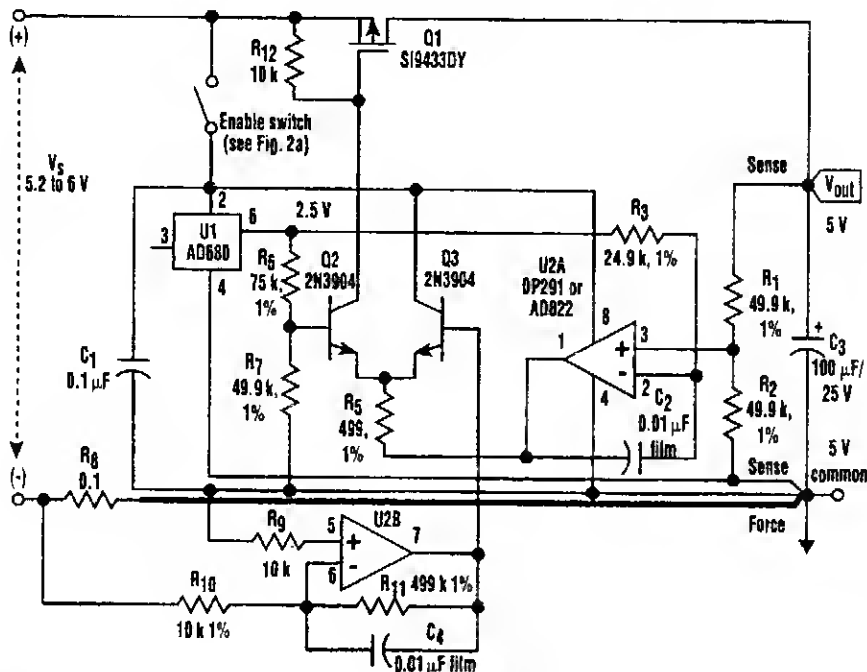 (+)
R12
10 k
Q1
SI9433DY
Enable switch
(see Fig. 2a)
Vs
5.2 to 6 V
Sense
Vout
5 V
2
6
2.5 V
3
U1
AD680
4
R6
75 k,
1%
Q2
2N3904
Q3
2N3904
R3
24.9 k, 1%
U2A
OP291 or
AD822
8
1
3
+
-
2
4
R1
49.9 k,
1%
+
C3
100 µF/
25 V
C1
0.1 µF
R7
49.9 k,
1%
R5
499,
1%
C2
0.01 µF
film
R2
49.9 k,
1%
5 V
common
Sense
Force
(-)
R8
0.1
R9
10 k
U2B
5
+
6
-
7
R10
10 k 1%
R11 499 k 1%
C4
0.01 µF film